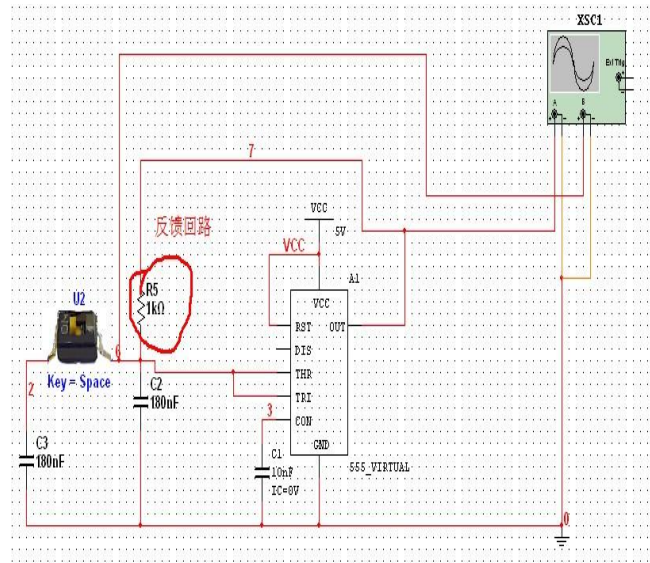 XSC1
Ext Trig
A
B
7
反馈回路
VCC
5V
VCC
A1
R5
1kΩ
VCC
RST
OUT
DIS
THR
TRI
CON
GND
555_VIRTUAL
U2
Key = Space
6
2
C2
180nF
3
C3
180nF
C1
10nF
IC=0V
0